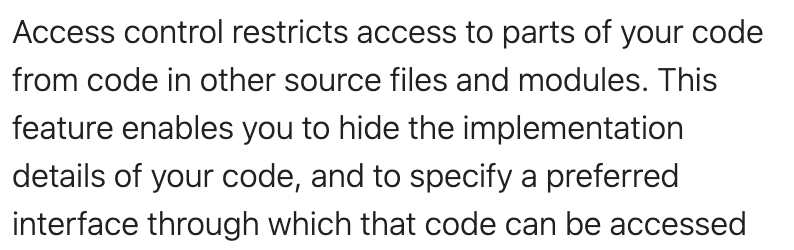 Access control restricts access to parts of your code
from code in other source files and modules. This
feature enables you to hide the implementation
details of your code, and to specify a preferred
interface through which that code can be accessed